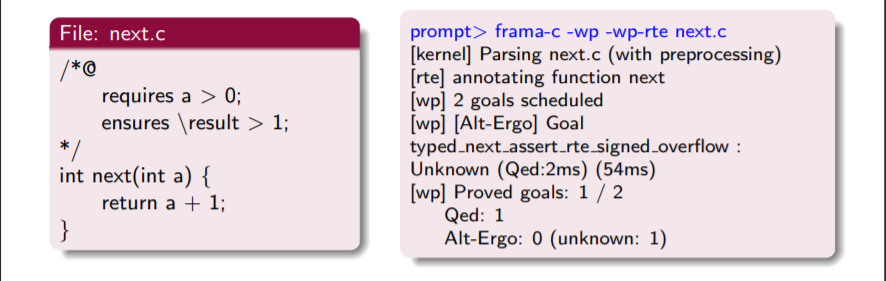 File: next.c
/*@
requires a > 0;
ensures \result > 1;
*/
int next(int a) {
return a + 1;
}
prompt> frama-c -wp -wp-rte next.c
[kernel] Parsing next.c (with preprocessing)
[rte] annotating function next
[wp] 2 goals scheduled
[wp] [Alt-Ergo] Goal
typed_next_assert_rte_signed_overflow :
Unknown (Qed:2ms) (54ms)
[wp] Proved goals: 1 / 2
Qed: 1
Alt-Ergo: 0 (unknown: 1)